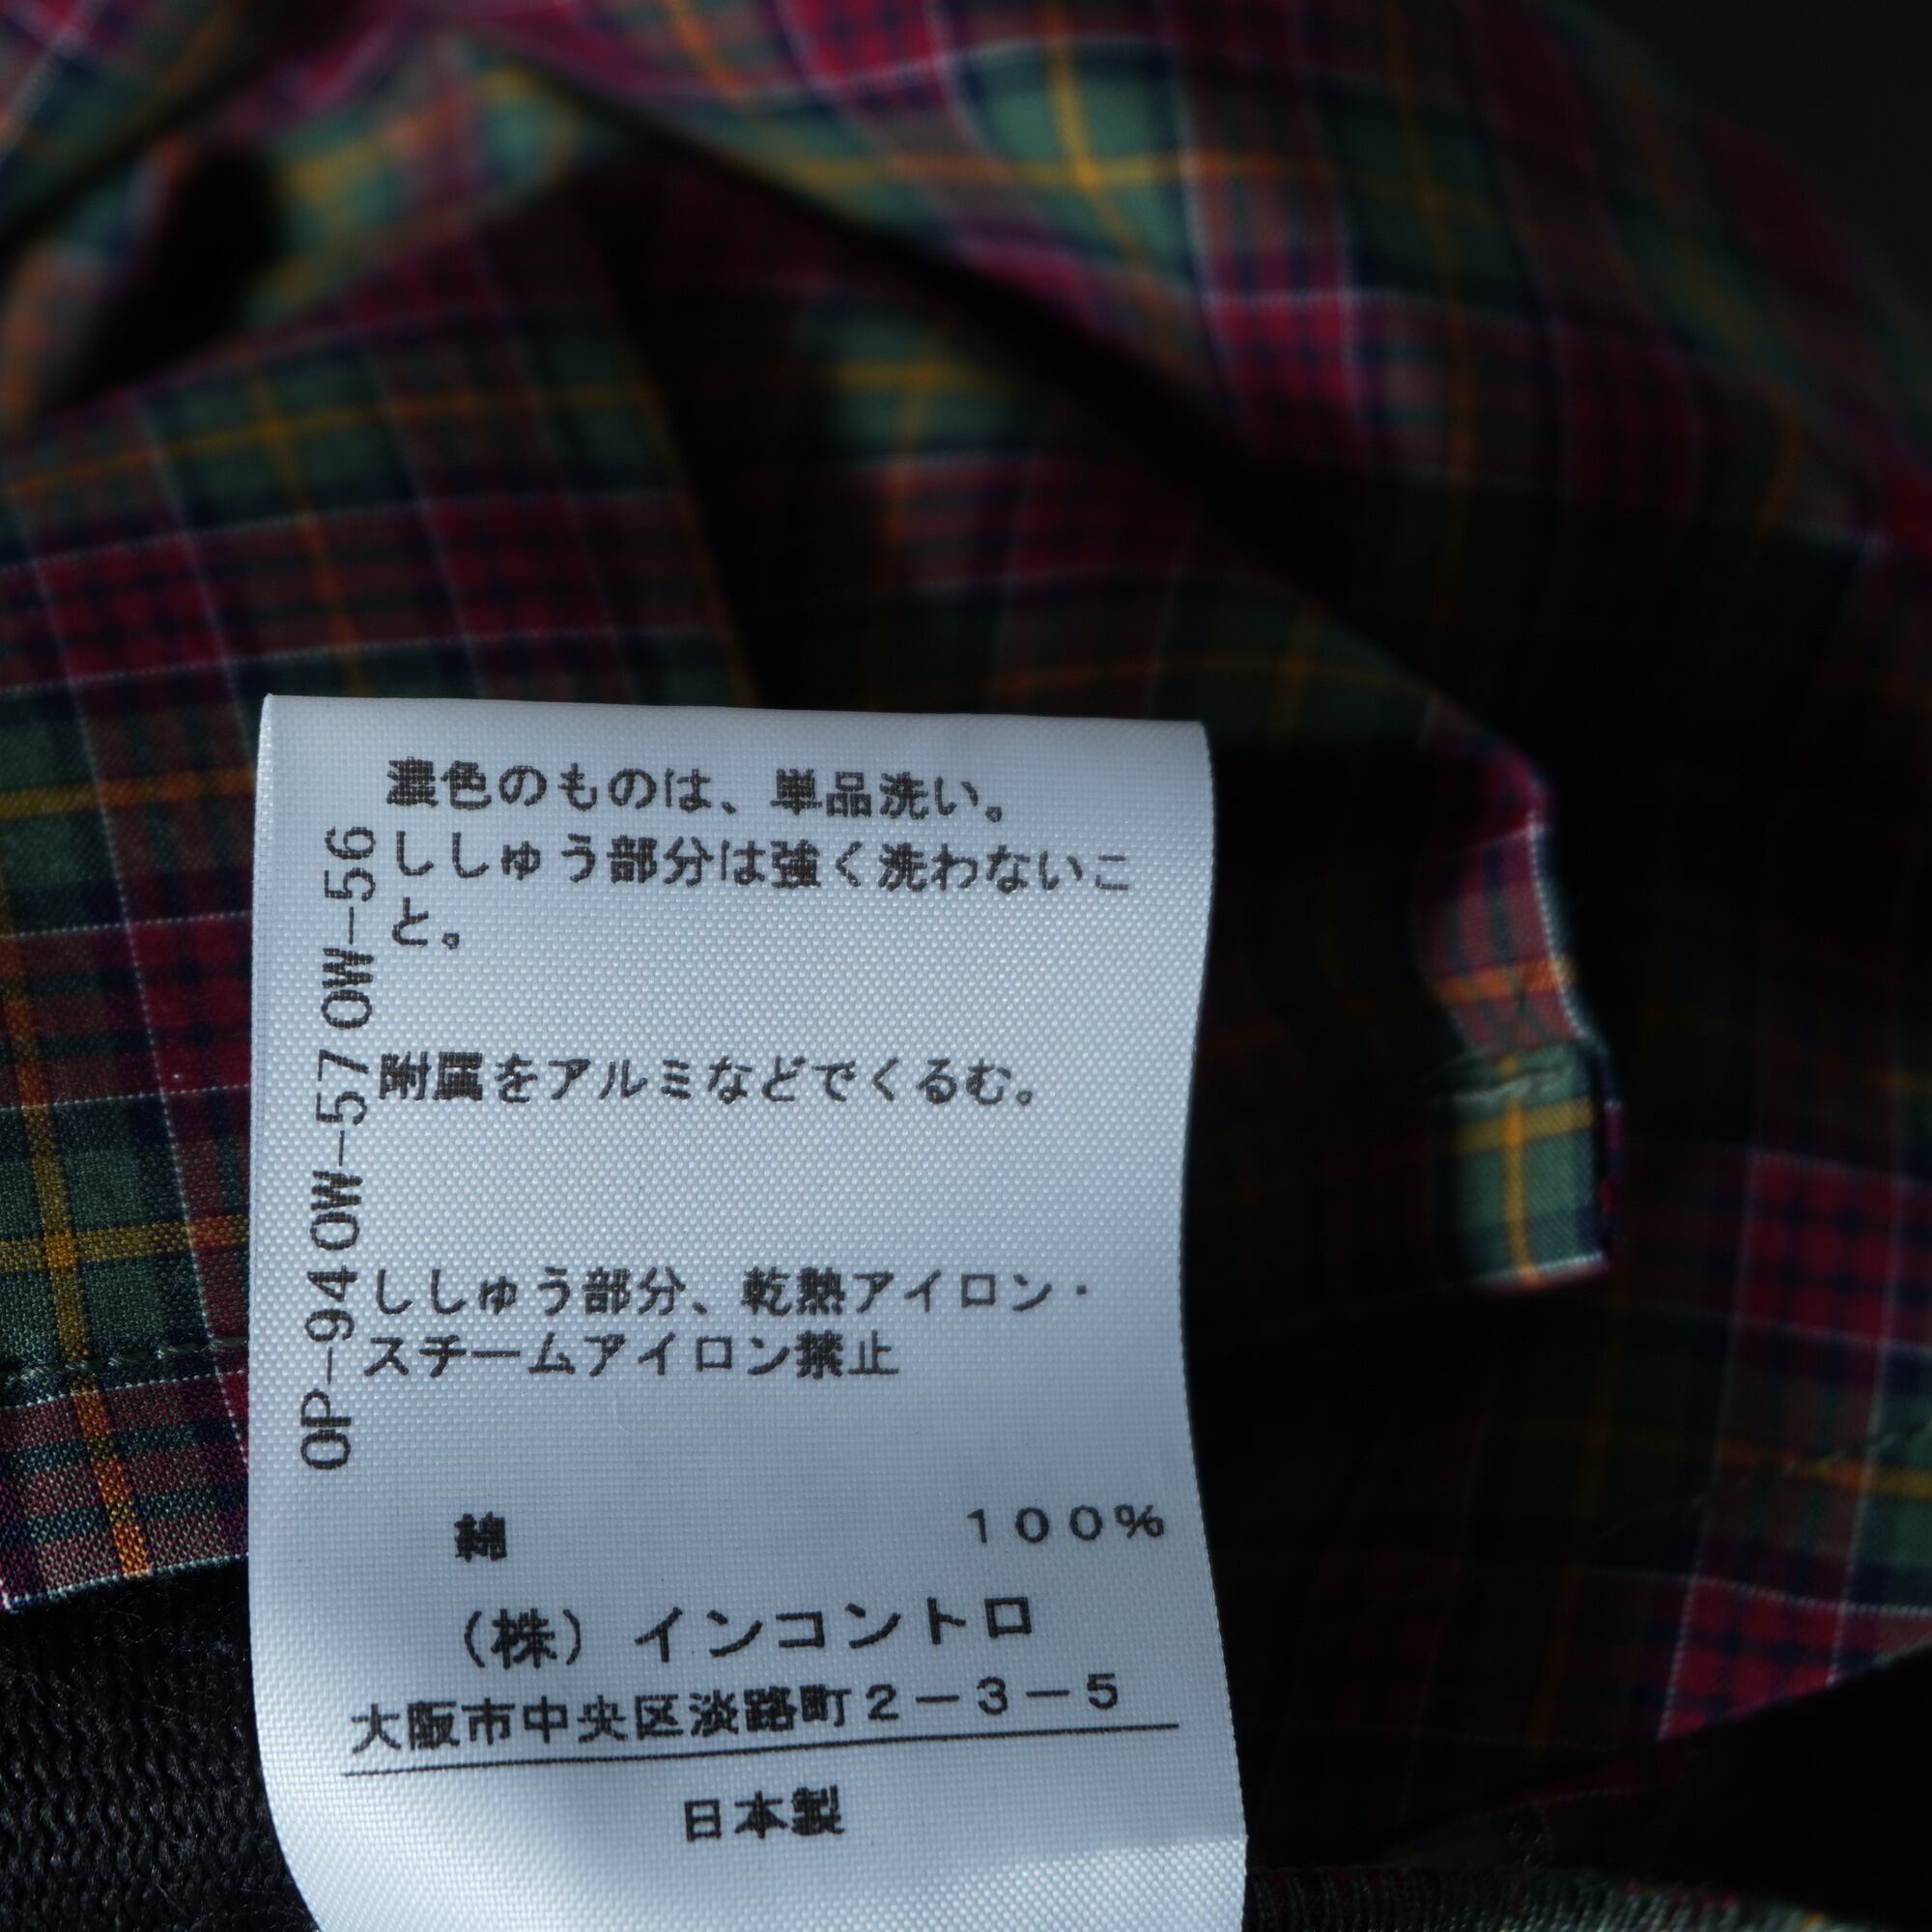 濃色のものは、単品洗い。
ししゅう部分は強く洗わないこ
と。
附属をアルミなどでくるむ。
ししゅう部分、乾熱アイロン・
スチームアイロン禁止
OP-940W-570W-56
綿 100%
（株）インコントロ
大阪市中央区淡路町2-3-5
日本製